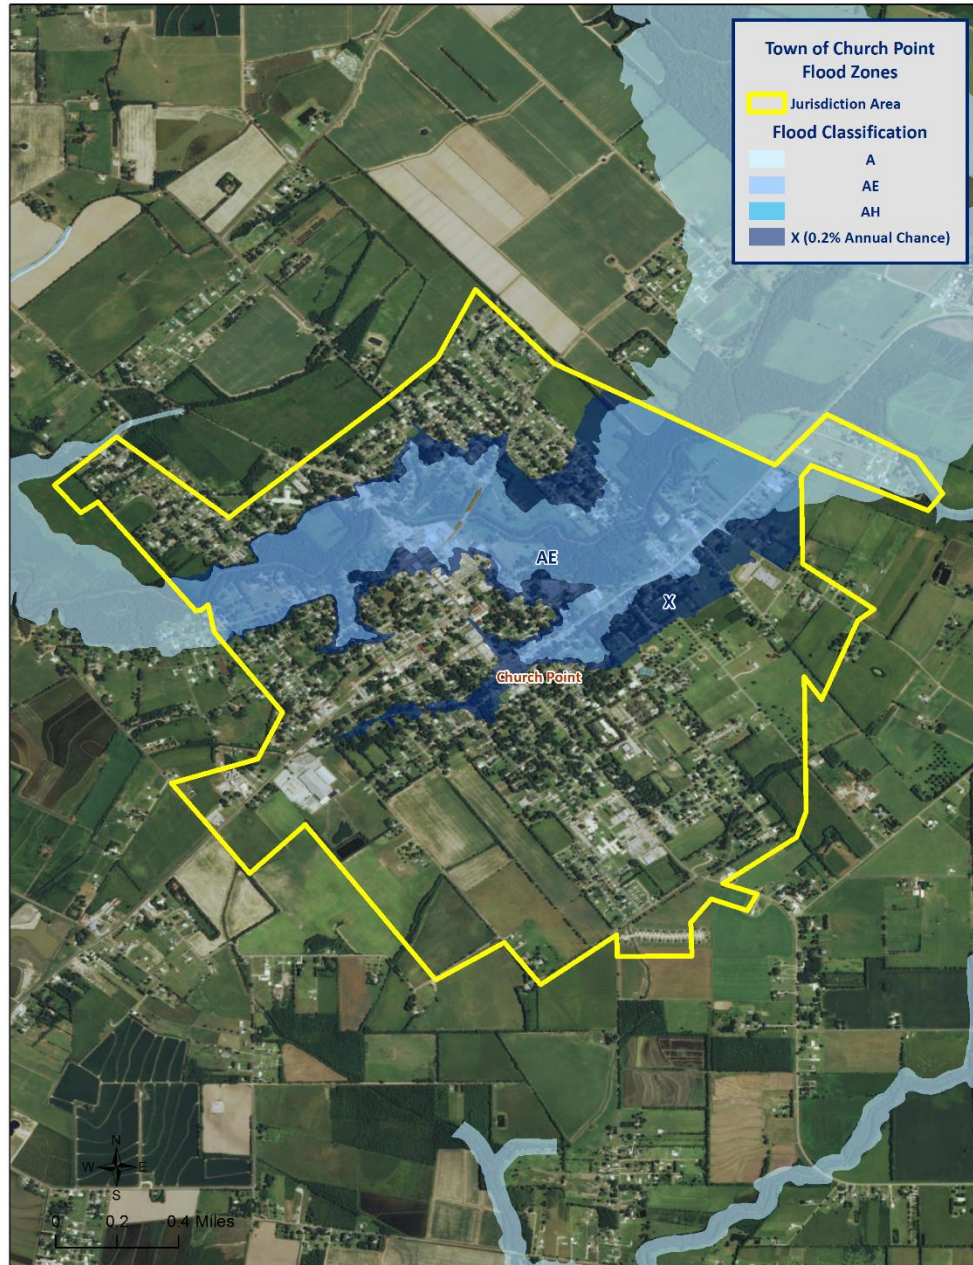 Town of Church Point
Flood Zones
Jurisdiction Area
Flood Classification
A
AE
AH
X (0.2% Annual Chance)
AE
X
Church Point
N
W E
S
0 0.2 0.4 Miles